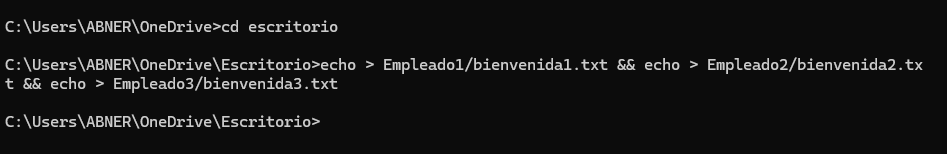 C:\Users\ABNER\OneDrive>cd escritorio
C:\Users\ABNER\OneDrive\Escritorio>echo > Empleado1/bienvenida1.txt && echo > Empleado2/bienvenida2.tx
t && echo > Empleado3/bienvenida3.txt
C:\Users\ABNER\OneDrive\Escritorio>